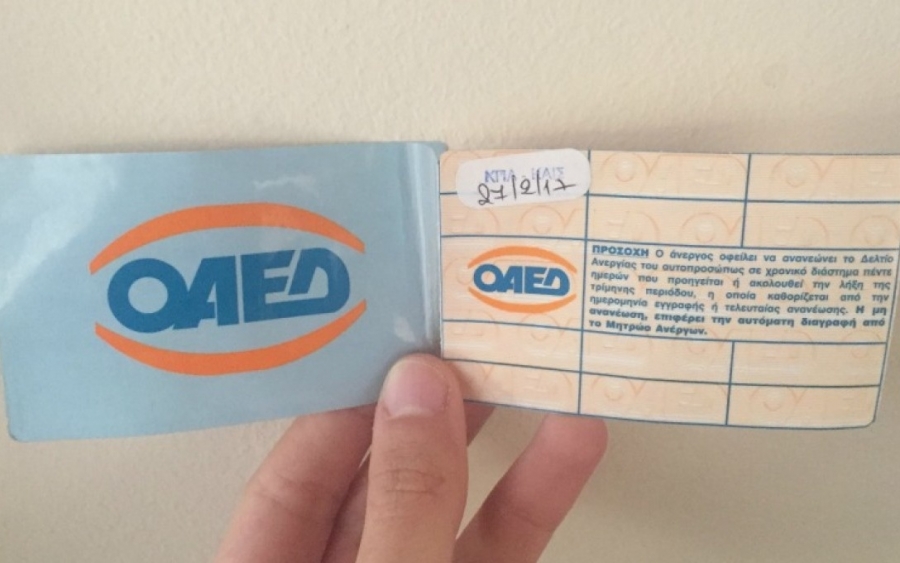 ΟΑΕΔ
27/2/17
ΟΑΕΔ
ΠΡΟΣΟΧΗ Ο άνεργος οφείλει να ανανεώνει το Δελτίο
Ανεργίας του αυτοπροσώπως σε χρονικό διάστημα πέντε
ημερών που προηγείται ή ακολουθεί την λήξη της
τρίμηνης περιόδου, η οποία καθορίζεται από την
ημερομηνία εγγραφής ή τελευταίας ανανέωσης. Η μη
ανανέωση, επιφέρει την αυτόματη διαγραφή από
το Μητρώο Ανέργων.